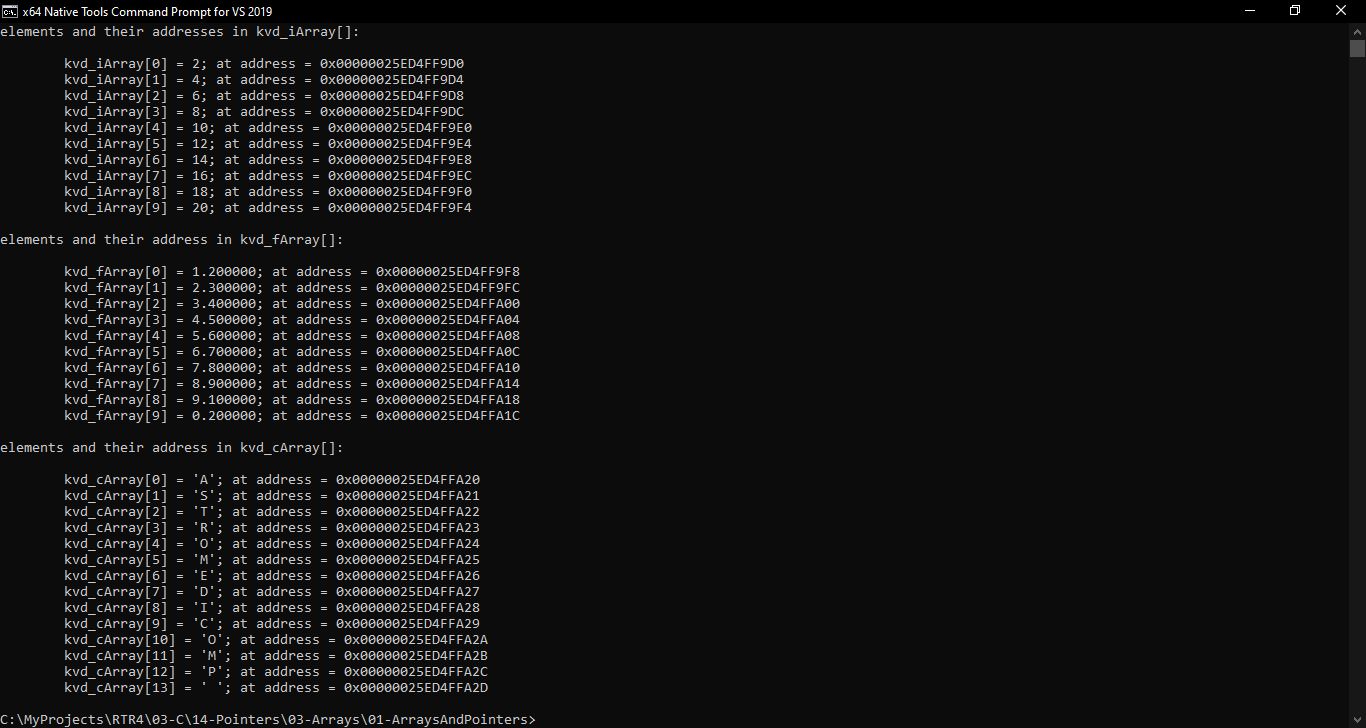 x64 Native Tools Command Prompt for VS 2019
elements and their addresses in kvd_iArray[]:
kvd_iArray[0] = 2; at address = 0x00000025ED4FF9D0
kvd_iArray[1] = 4; at address = 0x00000025ED4FF9D4
kvd_iArray[2] = 6; at address = 0x00000025ED4FF9D8
kvd_iArray[3] = 8; at address = 0x00000025ED4FF9DC
kvd_iArray[4] = 10; at address = 0x00000025ED4FF9E0
kvd_iArray[5] = 12; at address = 0x00000025ED4FF9E4
kvd_iArray[6] = 14; at address = 0x00000025ED4FF9E8
kvd_iArray[7] = 16; at address = 0x00000025ED4FF9EC
kvd_iArray[8] = 18; at address = 0x00000025ED4FF9F0
kvd_iArray[9] = 20; at address = 0x00000025ED4FF9F4
elements and their address in kvd_fArray[]:
kvd_fArray[0] = 1.200000; at address = 0x00000025ED4FF9F8
kvd_fArray[1] = 2.300000; at address = 0x00000025ED4FF9FC
kvd_fArray[2] = 3.400000; at address = 0x00000025ED4FFA00
kvd_fArray[3] = 4.500000; at address = 0x00000025ED4FFA04
kvd_fArray[4] = 5.600000; at address = 0x00000025ED4FFA08
kvd_fArray[5] = 6.700000; at address = 0x00000025ED4FFA0C
kvd_fArray[6] = 7.800000; at address = 0x00000025ED4FFA10
kvd_fArray[7] = 8.900000; at address = 0x00000025ED4FFA14
kvd_fArray[8] = 9.100000; at address = 0x00000025ED4FFA18
kvd_fArray[9] = 0.200000; at address = 0x00000025ED4FFA1C
elements and their address in kvd_cArray[]:
kvd_cArray[0] = 'A'; at address = 0x00000025ED4FFA20
kvd_cArray[1] = 'S'; at address = 0x00000025ED4FFA21
kvd_cArray[2] = 'T'; at address = 0x00000025ED4FFA22
kvd_cArray[3] = 'R'; at address = 0x00000025ED4FFA23
kvd_cArray[4] = 'O'; at address = 0x00000025ED4FFA24
kvd_cArray[5] = 'M'; at address = 0x00000025ED4FFA25
kvd_cArray[6] = 'E'; at address = 0x00000025ED4FFA26
kvd_cArray[7] = 'D'; at address = 0x00000025ED4FFA27
kvd_cArray[8] = 'I'; at address = 0x00000025ED4FFA28
kvd_cArray[9] = 'C'; at address = 0x00000025ED4FFA29
kvd_cArray[10] = 'O'; at address = 0x00000025ED4FFA2A
kvd_cArray[11] = 'M'; at address = 0x00000025ED4FFA2B
kvd_cArray[12] = 'P'; at address = 0x00000025ED4FFA2C
kvd_cArray[13] = ' '; at address = 0x00000025ED4FFA2D
C:\MyProjects\RTR4\03-C\14-Pointers\03-Arrays\01-ArraysAndPointers>